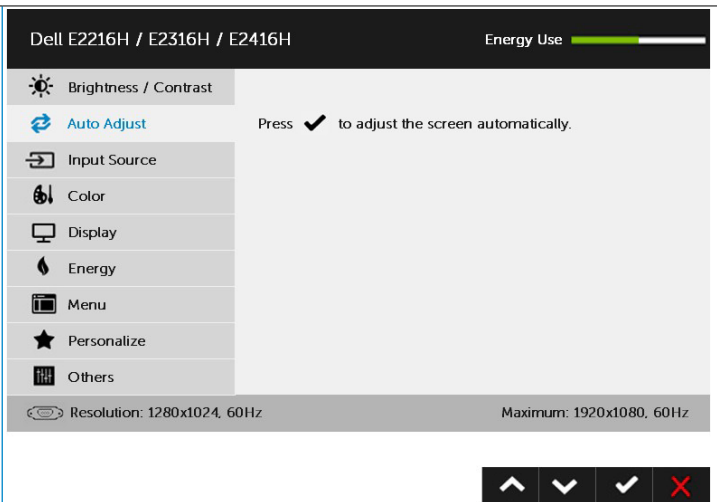 Dell E2216H / E2316H / E2416H Energy Use
Brightness / Contrast
Auto Adjust
Press ✔ to adjust the screen automatically.
Input Source
Color
Display
Energy
Menu
Personalize
Others
Resolution: 1280x1024, 60Hz Maximum: 1920x1080, 60Hz